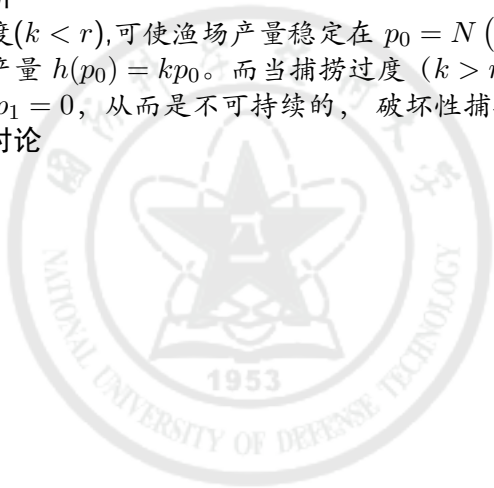 度(k < r),可使渔场产量稳定在 p₀ = N (
产量 h(p₀) = kp₀。而当捕捞过度（k > r
p₁ = 0，从而是不可持续的， 破坏性捕
讨论
1953
NATIONAL UNIVERSITY OF DEFENSE TECHNOLOGY